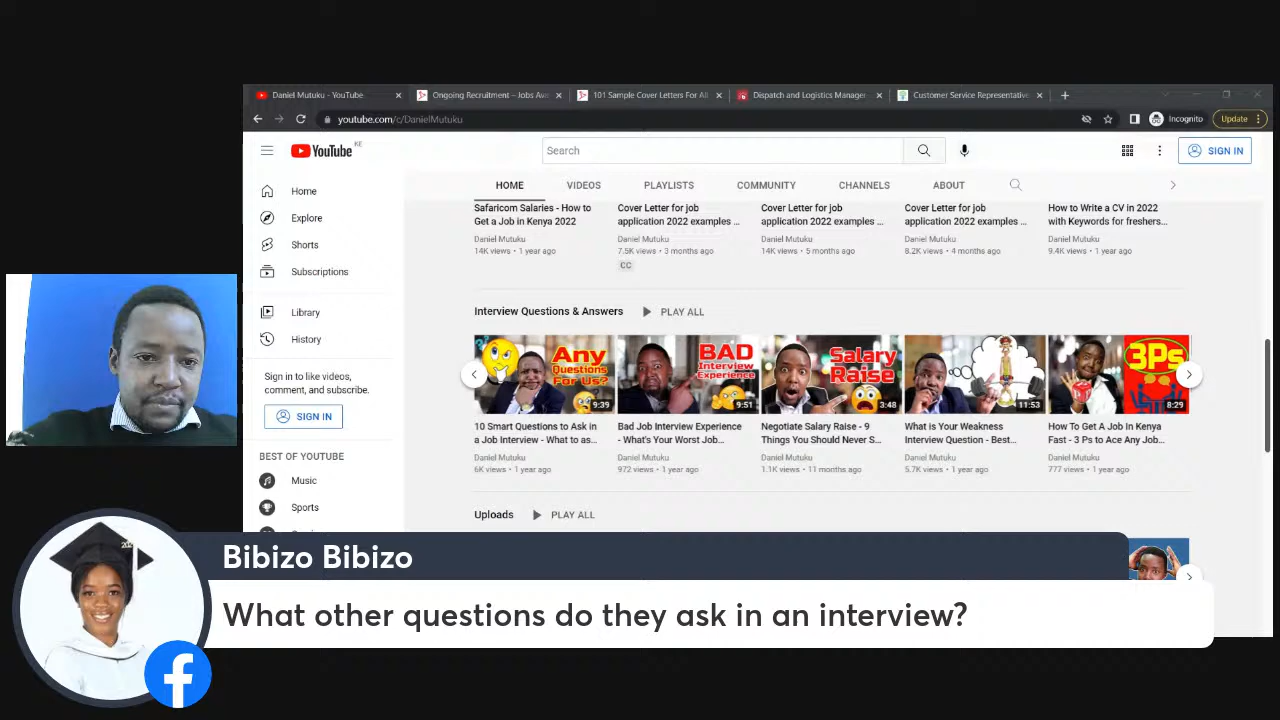 Daniel Mutuku - YouTube
Ongoing Recruitment – Jobs Ava
101 Sample Cover Letters For All
Dispatch and Logistics Manager
Customer Service Representative
youtube.com/c/DanielMutuku
Incognito
Update
YouTube KE
Search
SIGN IN
HOME
VIDEOS
PLAYLISTS
COMMUNITY
CHANNELS
ABOUT
Home
Explore
Shorts
Subscriptions
Library
History
Sign in to like videos,
comment, and subscribe.
SIGN IN
BEST OF YOUTUBE
Music
Sports
Safaricom Salaries - How to
Get a Job in Kenya 2022
Daniel Mutuku
14K views • 1 year ago
Cover Letter for job
application 2022 examples ...
Daniel Mutuku
7.5K views • 3 months ago
CC
Cover Letter for job
application 2022 examples ...
Daniel Mutuku
14K views • 5 months ago
Cover Letter for job
application 2022 examples ...
Daniel Mutuku
8.2K views • 4 months ago
How to Write a CV in 2022
with Keywords for freshers...
Daniel Mutuku
9.4K views • 1 year ago
Interview Questions & Answers
PLAY ALL
Any
Questions
For Us?
9:39
10 Smart Questions to Ask in
a Job Interview - What to as...
Daniel Mutuku
6K views • 1 year ago
BAD
Interview
Experience
9:51
Bad Job Interview Experience
- What's Your Worst Job...
Daniel Mutuku
972 views • 1 year ago
Salary
Raise
3:48
Negotiate Salary Raise - 9
Things You Should Never S...
Daniel Mutuku
1.1K views • 11 months ago
11:53
What is Your Weakness
Interview Question - Best...
Daniel Mutuku
5.7K views • 1 year ago
3Ps
8:29
How To Get A Job In Kenya
Fast - 3 Ps to Ace Any Job...
Daniel Mutuku
777 views • 1 year ago
Uploads
PLAY ALL
Bibizo Bibizo
What other questions do they ask in an interview?